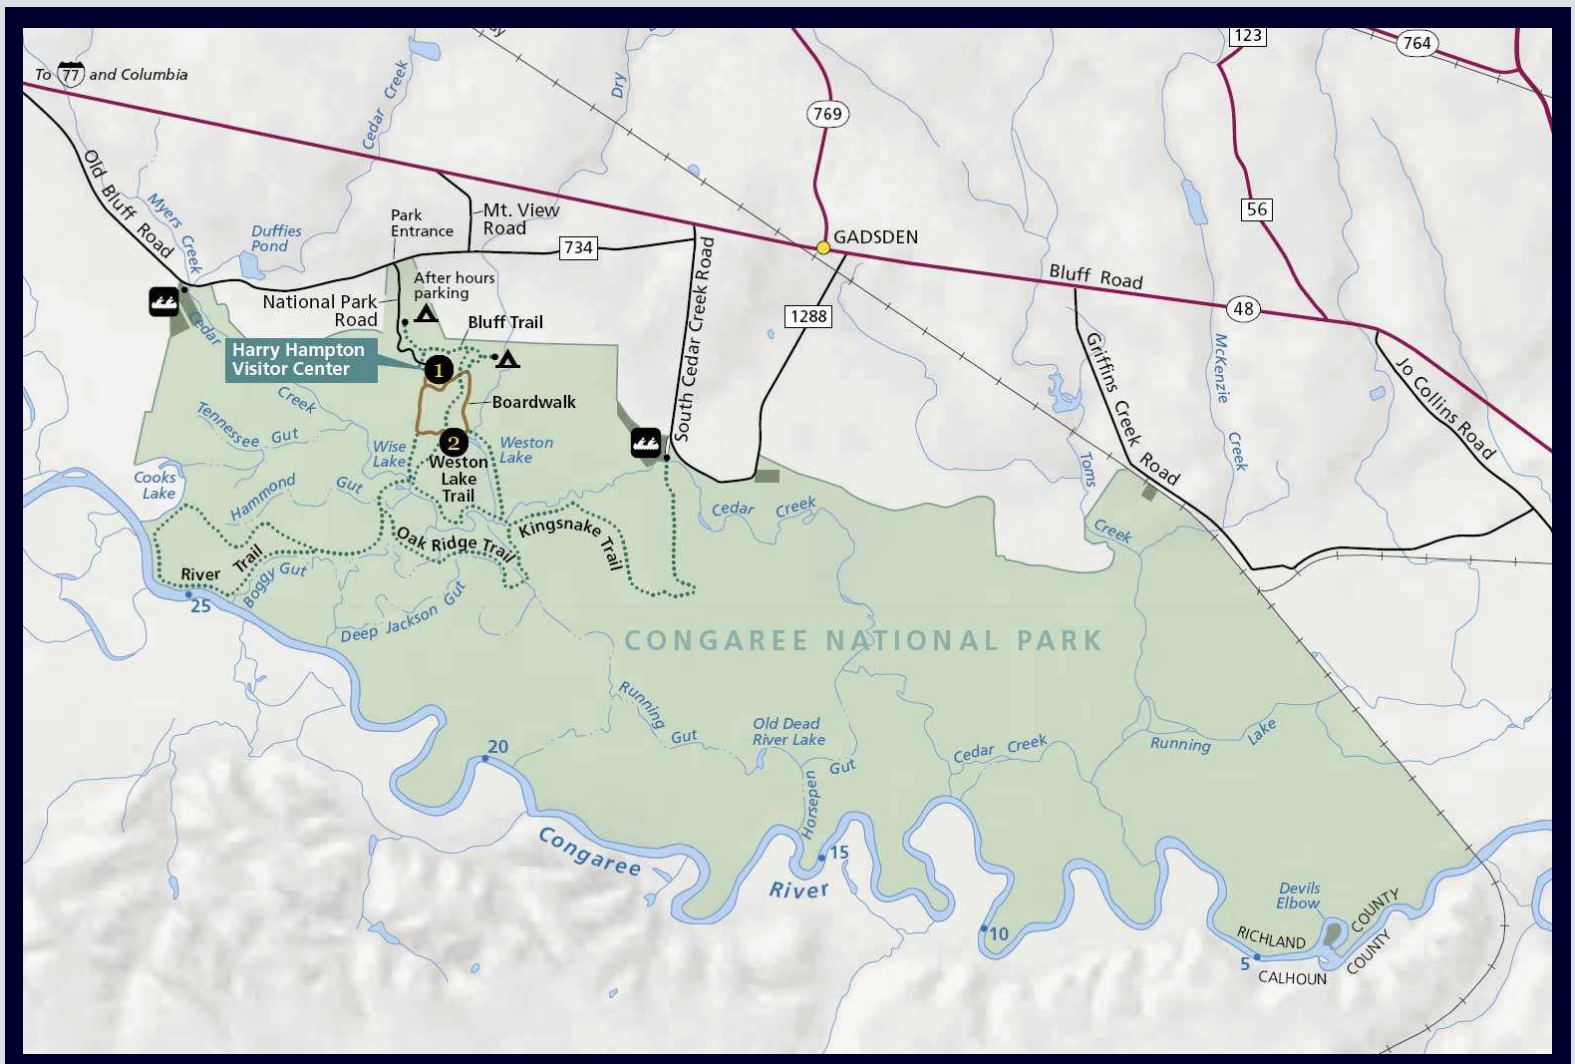 To 77 and Columbia
123
764
769
56
48
734
1288
Cedar Creek
Dry
Old Bluff Road
Myers Creek
Duffies
Pond
Park
Entrance
Mt. View
Road
GADSDEN
Bluff Road
After hours
parking
National Park
Road
Bluff Trail
Cedar
Harry Hampton
Visitor Center
1
Boardwalk
2
South Cedar Creek Road
Griffins Creek Road
McKenzie Creek
Jo Collins Road
Creek
Tennessee Gut
Wise
Lake
Weston
Lake
Weston
Lake
Trail
Cooks
Lake
Hammond Gut
Toms
Creek
Cedar Creek
Oak Ridge Trail
Kingsnake Trail
River Trail
Boggy Gut
25
Deep Jackson Gut
CONGAREE NATIONAL PARK
Running Gut
Old Dead
River Lake
Horsepen Gut
Cedar Creek
Running Lake
20
15
10
5
Congaree River
Devils
Elbow
RICHLAND COUNTY
CALHOUN COUNTY